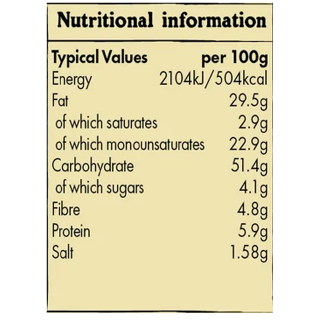 Nutritional information
Typical Values per 100g
Energy 2104kJ/504kcal
Fat 29.5g
of which saturates 2.9g
of which monounsaturates 22.9g
Carbohydrate 51.4g
of which sugars 4.1g
Fibre 4.8g
Protein 5.9g
Salt 1.58g